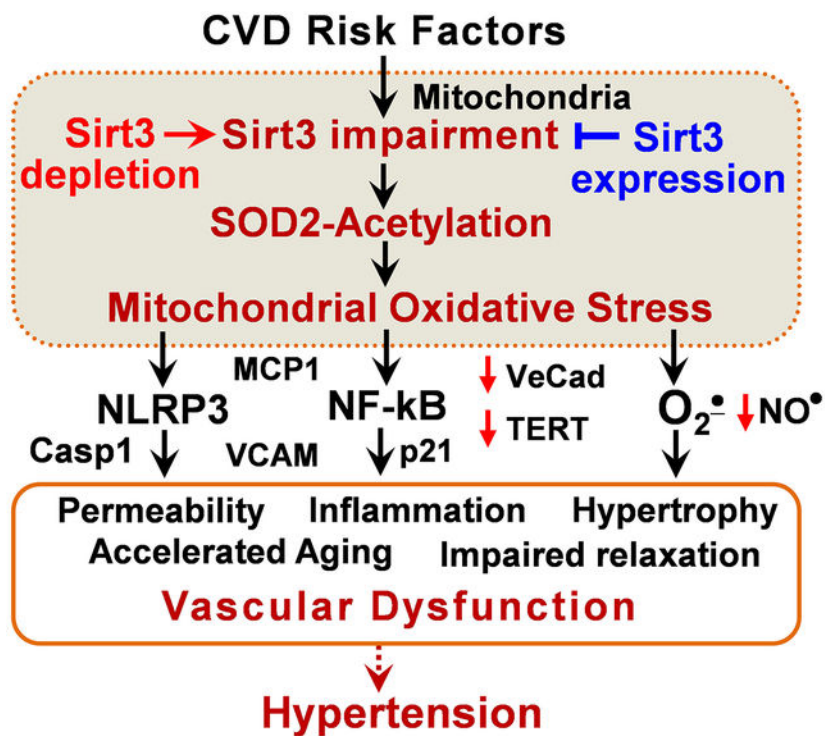 CVD Risk Factors
Mitochondria
Sirt3 depletion
Sirt3 impairment
Sirt3 expression
SOD2-Acetylation
Mitochondrial Oxidative Stress
MCP1
VeCad
NLRP3
NF-kB
TERT
O₂•̅
NO•
Casp1
VCAM
p21
Permeability Inflammation Hypertrophy
Accelerated Aging Impaired relaxation
Vascular Dysfunction
Hypertension